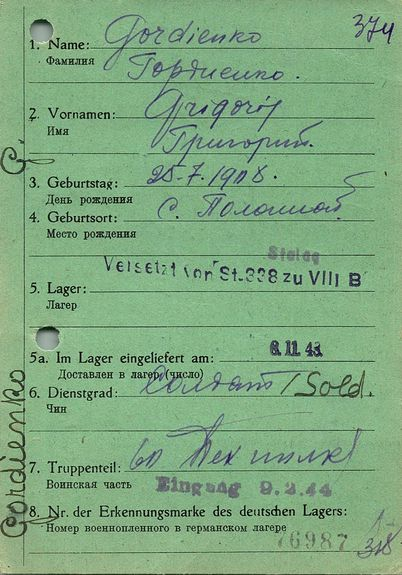 374
1. Name: Gordienko
Фамилия Гордиенко.
2. Vornamen: Grigorij
Имя Григорий.
3. Geburtstag: 25.7.1908.
День рождения
4. Geburtsort: с.
Место рождения
Stalag
Versetzt von St.338 zu VIII B
5. Lager:
Лагер
5a. Im Lager eingeliefert am: 6.11.43
Доставлен в лагер (число)
6. Dienstgrad: Солдат / Sold.
Чин
7. Truppenteil: 60
Воинская часть
Eingang 9.2.44
8. Nr. der Erkennungsmarke des deutschen Lagers:
Номер военнопленного в германском лагере
76987
Gordienko G.